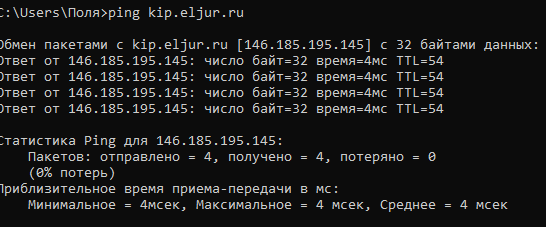 C:\Users\Поля>ping kip.eljur.ru
Обмен пакетами с kip.eljur.ru [146.185.195.145] с 32 байтами данных:
Ответ от 146.185.195.145: число байт=32 время=4мс TTL=54
Ответ от 146.185.195.145: число байт=32 время=4мс TTL=54
Ответ от 146.185.195.145: число байт=32 время=4мс TTL=54
Ответ от 146.185.195.145: число байт=32 время=4мс TTL=54
Статистика Ping для 146.185.195.145:
Пакетов: отправлено = 4, получено = 4, потеряно = 0
(0% потерь)
Приблизительное время приема-передачи в мс:
Минимальное = 4мсек, Максимальное = 4 мсек, Среднее = 4 мсек